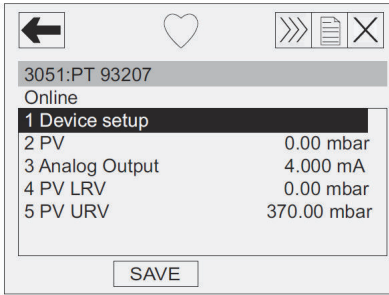 3051:PT 93207
Online
1 Device setup
2 PV 0.00 mbar
3 Analog Output 4.000 mA
4 PV LRV 0.00 mbar
5 PV URV 370.00 mbar
SAVE